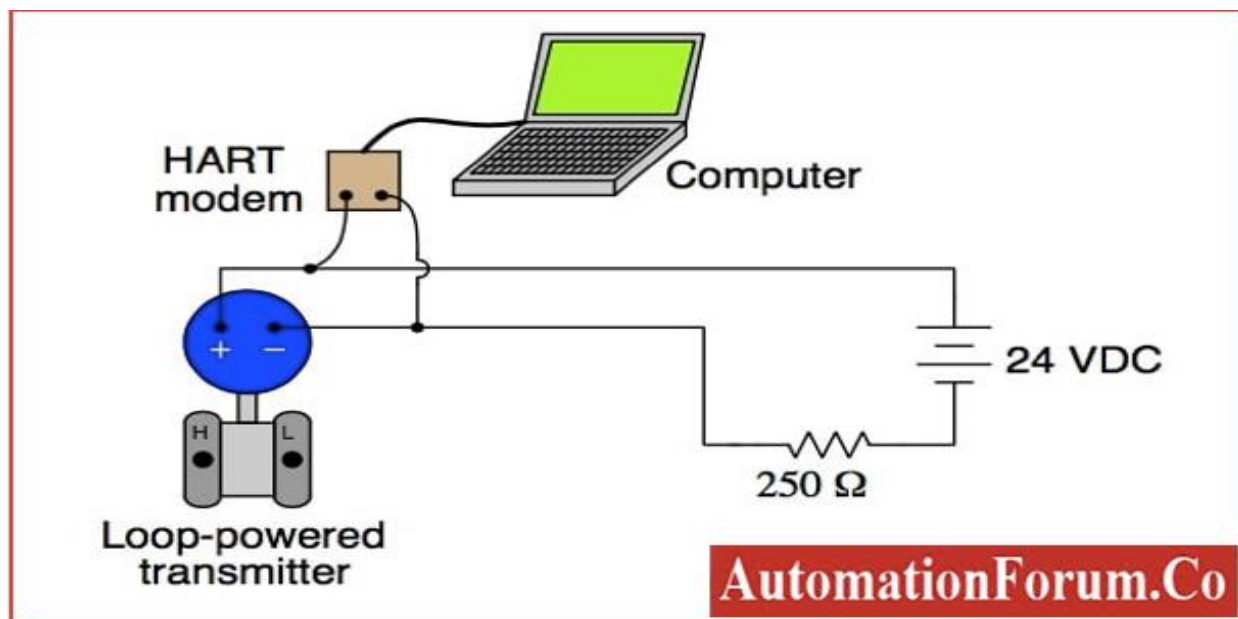 HART
modem
Computer
+ −
24 VDC
H L
250 Ω
Loop-powered
transmitter
AutomationForum.Co